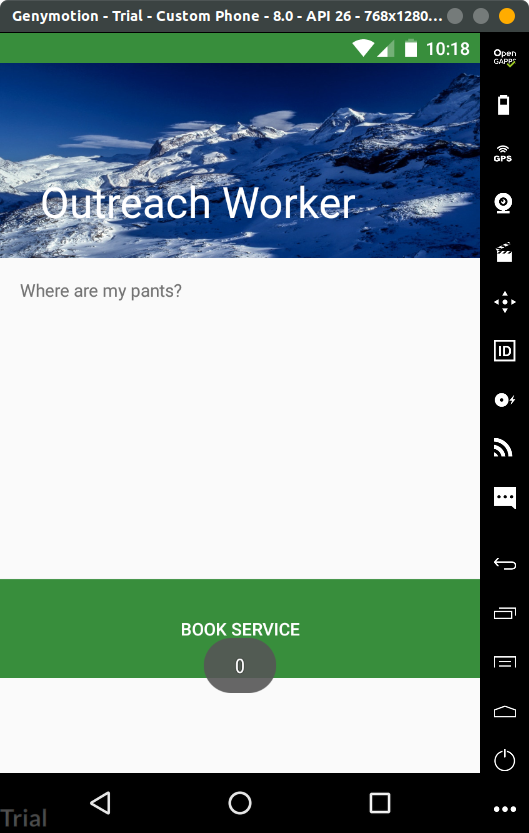 Genymotion - Trial - Custom Phone - 8.0 - API 26 - 768x1280...
10:18
Open
GAPPS
GPS
Outreach Worker
Where are my pants?
ID
BOOK SERVICE
0
Trial